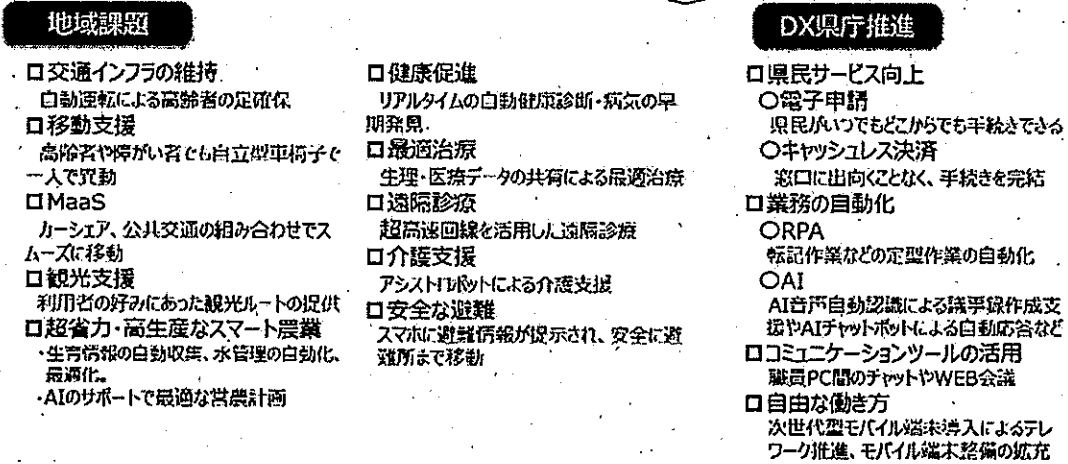 地域課題
□交通インフラの維持
自動運転による高齢者の足確保
□移動支援
高齢者や障がい者でも自立型車椅子で
一人で異動
□MaaS
カーシェア、公共交通の組み合わせでス
ムーズに移動
□観光支援
利用者の好みにあった観光ルートの提供
□超省力・高生産なスマート農業
・生育情報の自動収集、水管理の自動化、
最適化。
・AIのサポートで最適な営農計画
□健康促進
リアルタイムの自動健康診断・病気の早
期発見
□最適治療
生理・医療データの共有による最適治療
□遠隔診療
超高速回線を活用した遠隔診療
□介護支援
アシストロボットによる介護支援
□安全な避難
スマホに避難情報が提示され、安全に避
難所まで移動
DX県庁推進
□県民サービス向上
○電子申請
県民がいつでもどこからでも手続きできる
○キャッシュレス決済
窓口に出向くことなく、手続きを完結
□業務の自動化
○RPA
転記作業などの定型作業の自動化
○AI
AI音声自動認識による議事録作成支
援やAIチャットボットによる自動応答など
□コミュニケーションツールの活用
職員PC間のチャットやWEB会議
□自由な働き方
次世代型モバイル端末導入によるテレ
ワーク推進、モバイル端末整備の拡充